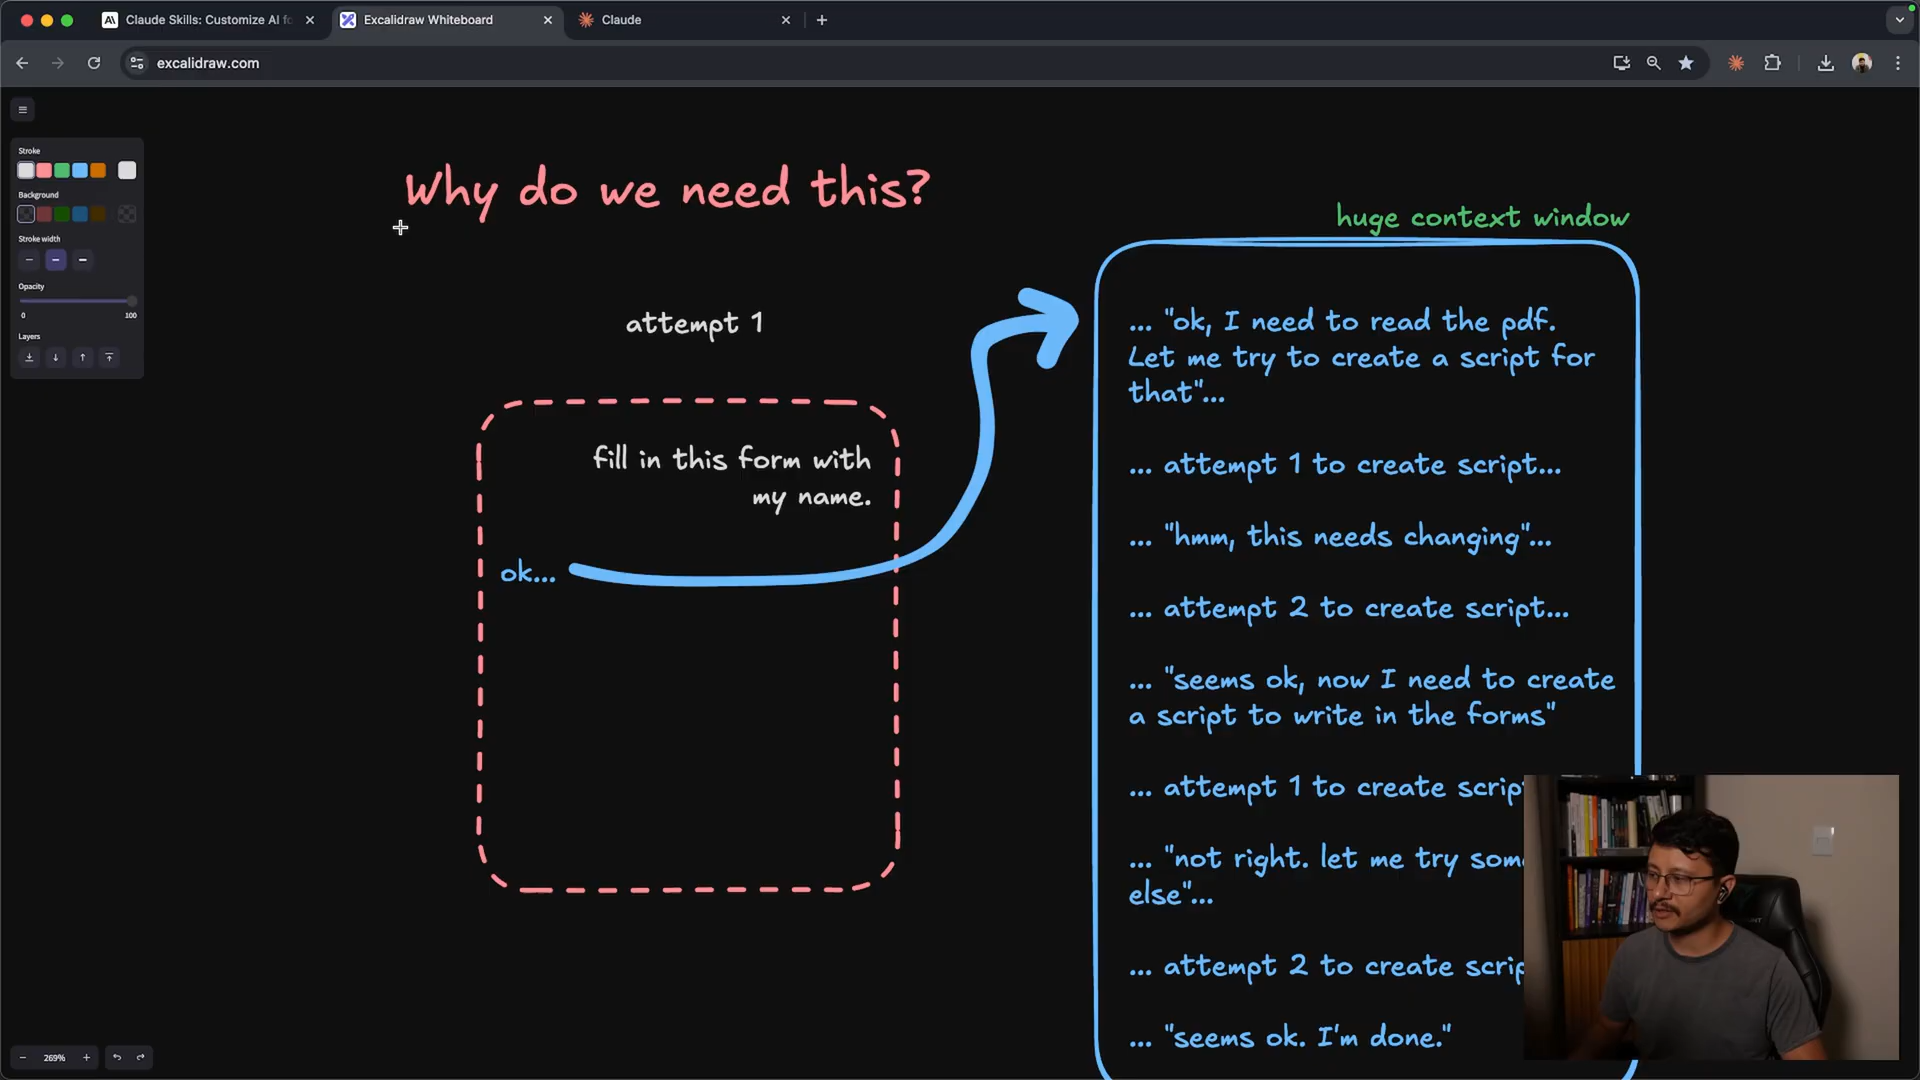 Claude Skills: Customize AI fo
Excalidraw Whiteboard
Claude
excalidraw.com
Stroke
Background
Stroke width
Opacity
0 100
Layers
269%
Why do we need this?
attempt 1
fill in this form with
my name.
ok...
huge context window
... "ok, I need to read the pdf.
Let me try to create a script for
that"...
... attempt 1 to create script...
... "hmm, this needs changing"...
... attempt 2 to create script...
... "seems ok, now I need to create
a script to write in the forms"
... attempt 1 to create script
... "not right. let me try som
else"...
... attempt 2 to create scrip
... "seems ok. I'm done."